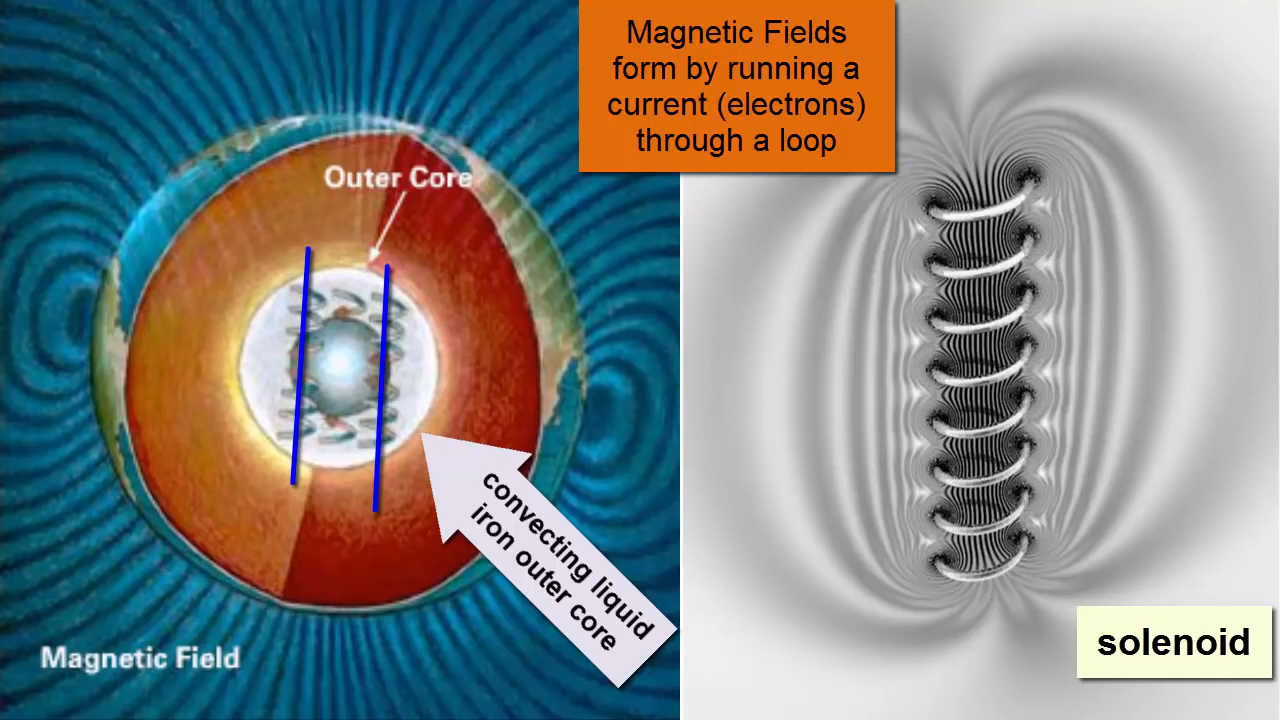 Magnetic Fields
form by running a
current (electrons)
through a loop
Outer Core
convecting liquid
iron outer core
Magnetic Field
solenoid